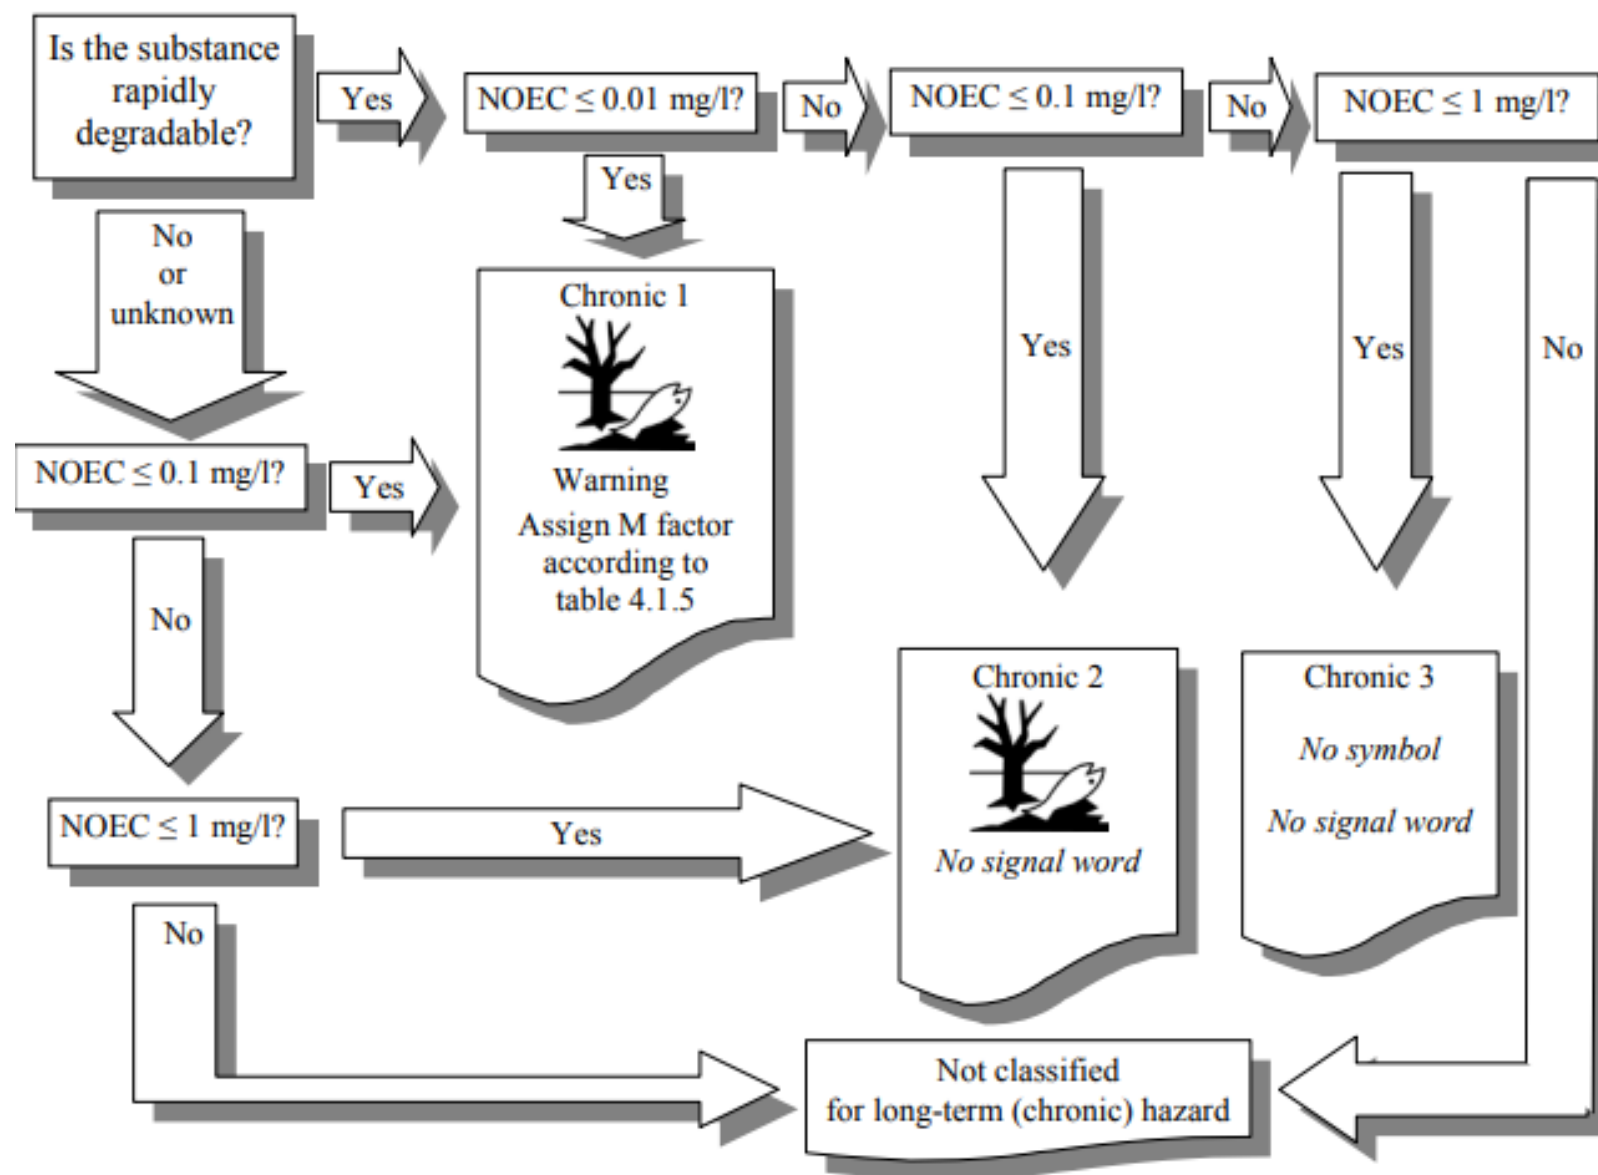 Is the substance
rapidly
degradable?
Yes
NOEC ≤ 0.01 mg/l?
No
NOEC ≤ 0.1 mg/l?
No
NOEC ≤ 1 mg/l?
No
or
unknown
Yes
Yes
Yes
No
Chronic 1
Warning
Assign M factor
according to
table 4.1.5
NOEC ≤ 0.1 mg/l?
Yes
No
Chronic 2
No signal word
Chronic 3
No symbol
No signal word
NOEC ≤ 1 mg/l?
Yes
No
Not classified
for long-term (chronic) hazard